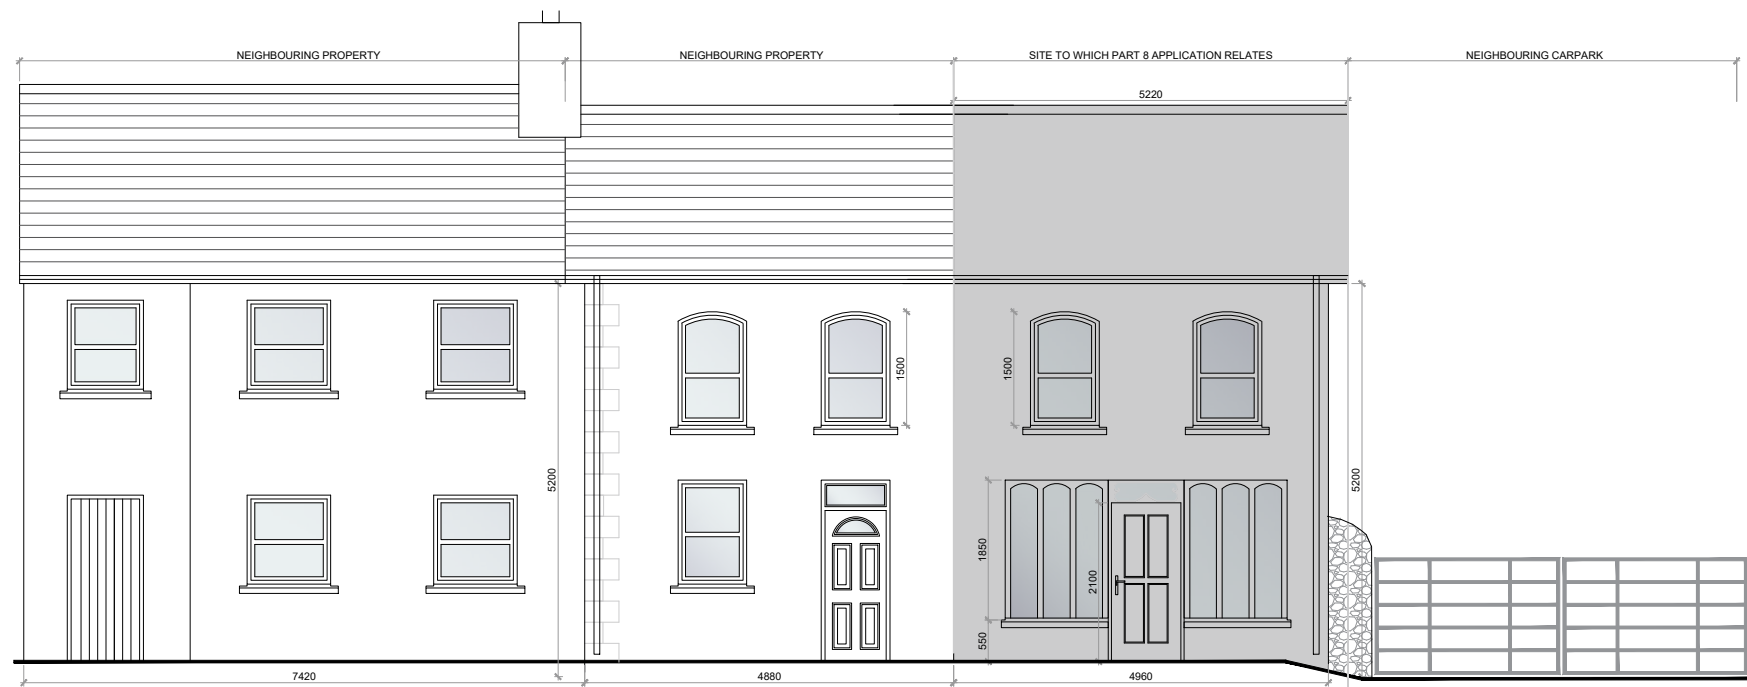 NEIGHBOURING PROPERTY
NEIGHBOURING PROPERTY
SITE TO WHICH PART 8 APPLICATION RELATES
NEIGHBOURING CARPARK
5220
1500
1500
5200
5200
1850
2100
550
7420
4880
4960